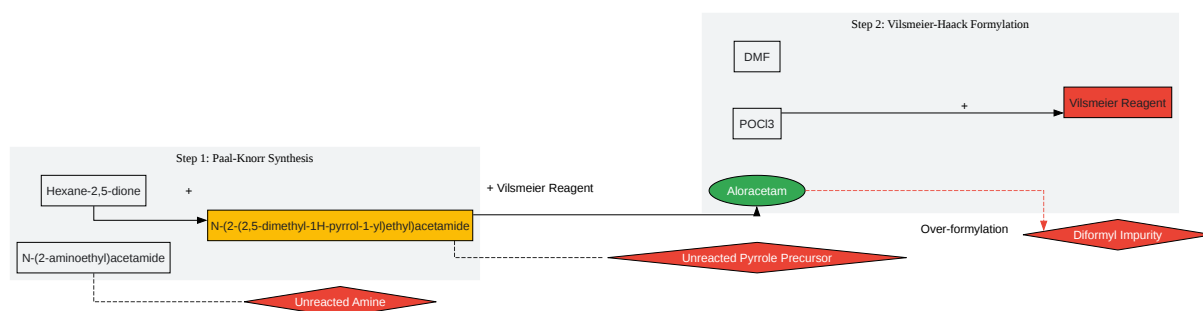 Step 2: Vilsmeier-Haack Formylation
DMF
POCl3
+
Vilsmeier Reagent
Step 1: Paal-Knorr Synthesis
Hexane-2,5-dione
+
+ Vilsmeier Reagent
Aloracetam
N-(2-(2,5-dimethyl-1H-pyrrol-1-yl)ethyl)acetamide
Over-formylation
Diformyl Impurity
N-(2-aminoethyl)acetamide
Unreacted Pyrrole Precursor
Unreacted Amine